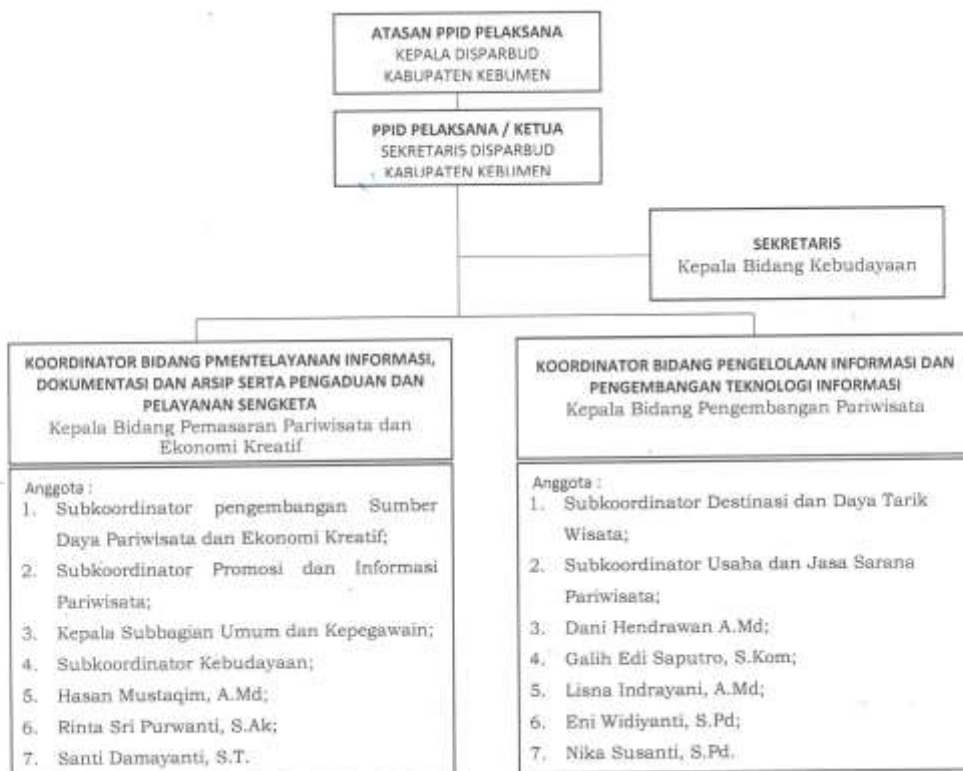 ATASAN PPID PELAKSANA
KEPALA DISPARBUD
KABUPATEN KEBUMEN
PPID PELAKSANA / KETUA
SEKRETARIS DISPARBUD
KABUPATEN KEBUMEN
SEKRETARIS
Kepala Bidang Kebudayaan
KOORDINATOR BIDANG PMENTELAYANAN INFORMASI,
DOKUMENTASI DAN ARSIP SERTA PENGADUAN DAN
PELAYANAN SENGKETA
Kepala Bidang Pemasaran Pariwisata dan
Ekonomi Kreatif
Anggota :
1. Subkoordinator pengembangan Sumber
Daya Pariwisata dan Ekonomi Kreatif;
2. Subkoordinator Promosi dan Informasi
Pariwisata;
3. Kepala Subbagian Umum dan Kepegawain;
4. Subkoordinator Kebudayaan;
5. Hasan Mustaqim, A.Md;
6. Rinta Sri Purwanti, S.Ak;
7. Santi Damayanti, S.T.
KOORDINATOR BIDANG PENGELOLAAN INFORMASI DAN
PENGEMBANGAN TEKNOLOGI INFORMASI
Kepala Bidang Pengembangan Pariwisata
Anggota :
1. Subkoordinator Destinasi dan Daya Tarik
Wisata;
2. Subkoordinator Usaha dan Jasa Sarana
Pariwisata;
3. Dani Hendrawan A.Md;
4. Galih Edi Saputro, S.Kom;
5. Lisna Indrayani, A.Md;
6. Eni Widiyanti, S.Pd;
7. Nika Susanti, S.Pd.